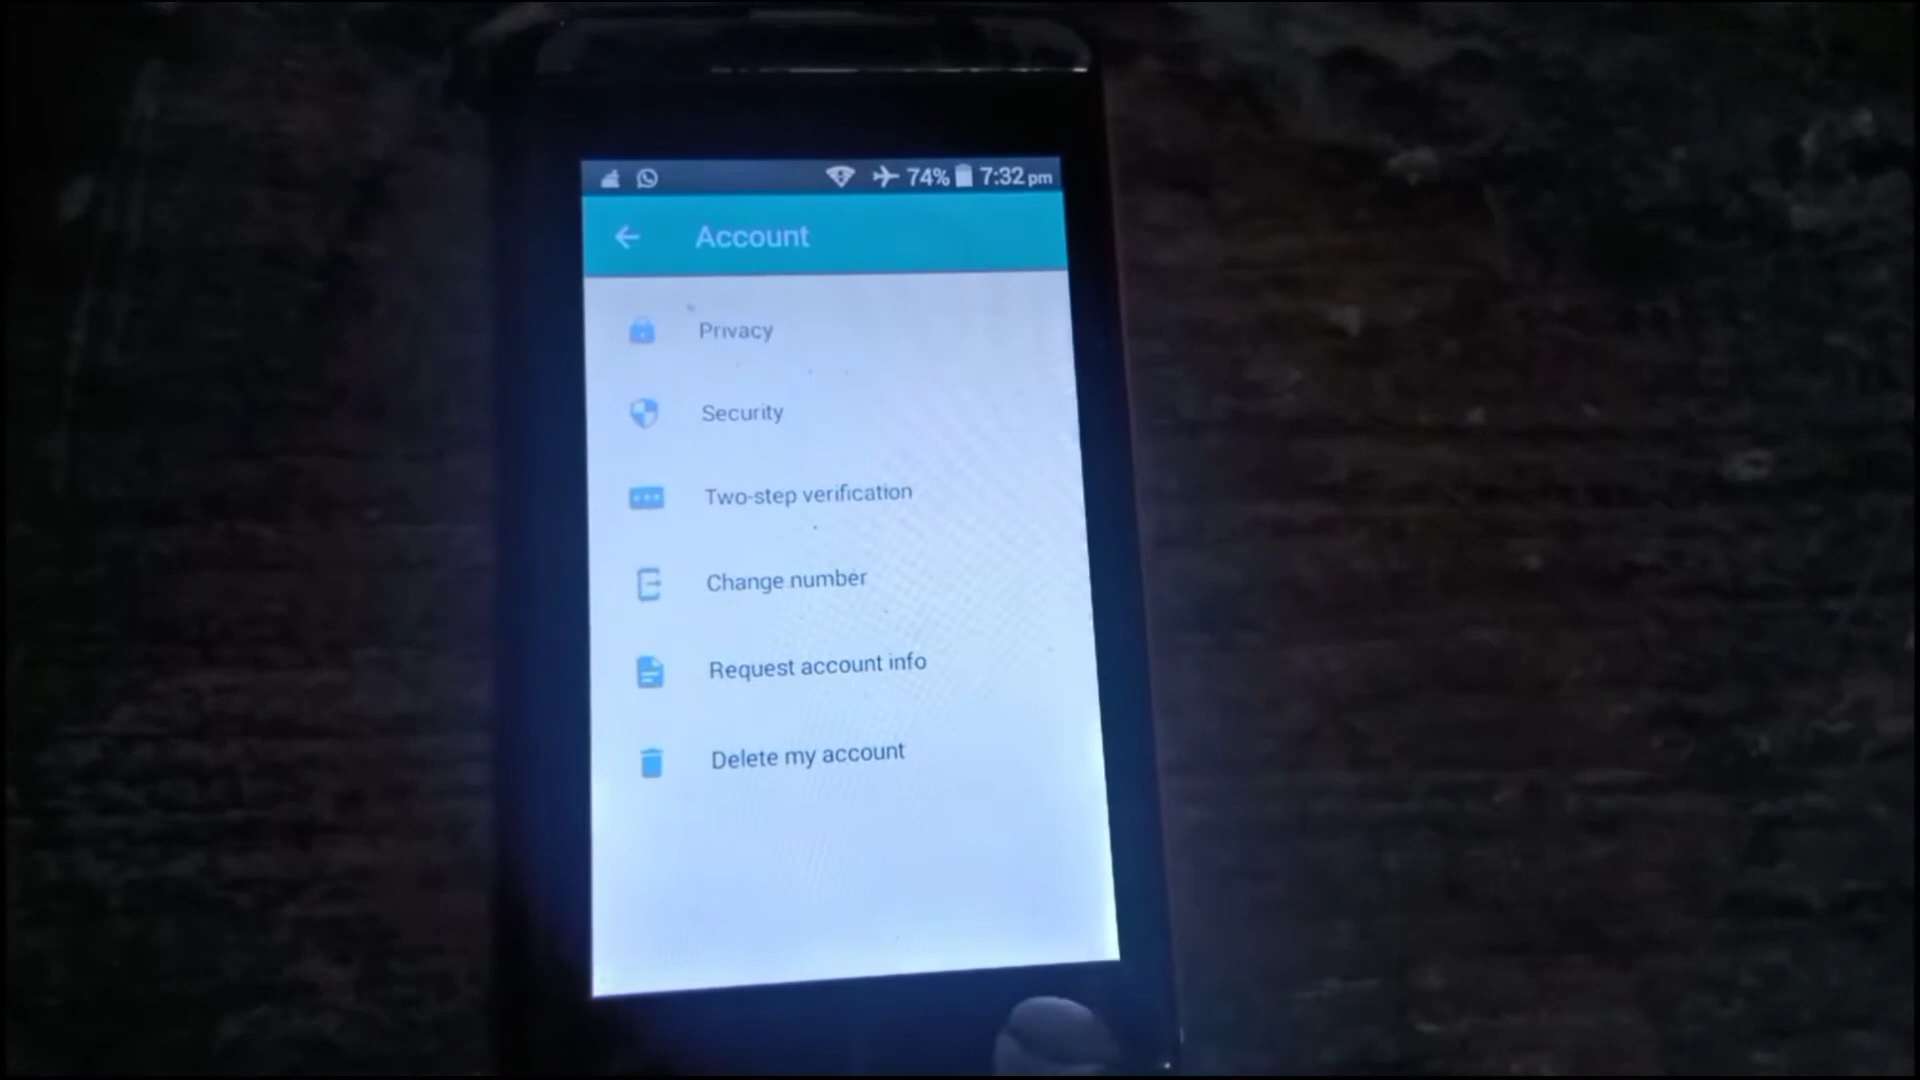 74% 7:32 pm
Account
Privacy
Security
Two-step verification
Change number
Request account info
Delete my account